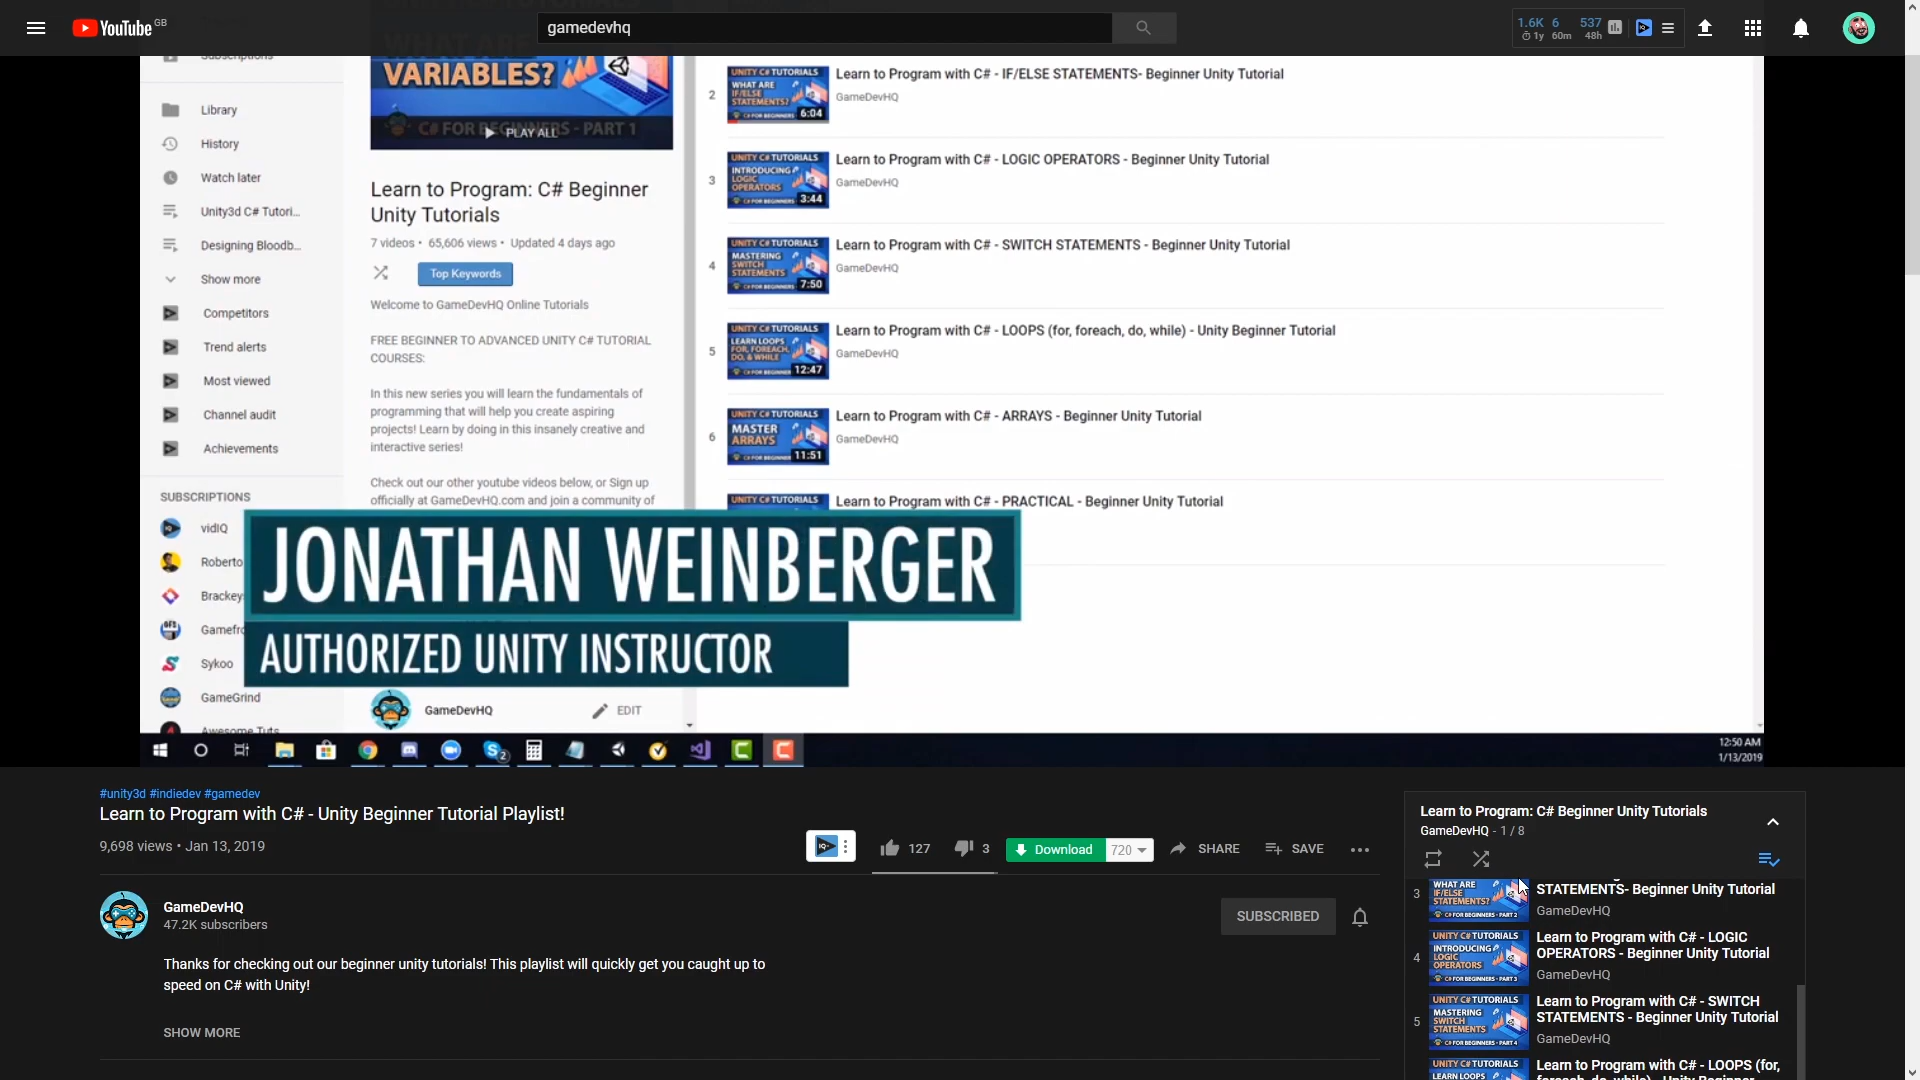 YouTube GB
gamedevhq
1.6K 6 537
1y 60m 48h
VARIABLES?
C# FOR BEGINNERS - PART 1
PLAY ALL
Library
History
Watch later
Unity3d C# Tutori...
Designing Bloodb...
Show more
Competitors
Trend alerts
Most viewed
Channel audit
Achievements
SUBSCRIPTIONS
vidIQ
Roberto
Brackey
Gamefro
Sykoo
GameGrind
Awesome Tuts
Learn to Program: C# Beginner
Unity Tutorials
7 videos • 65,606 views • Updated 4 days ago
Top Keywords
Welcome to GameDevHQ Online Tutorials
FREE BEGINNER TO ADVANCED UNITY C# TUTORIAL
COURSES:
In this new series you will learn the fundamentals of
programming that will help you create aspiring
projects! Learn by doing in this insanely creative and
interactive series!
Check out our other youtube videos below, or Sign up
officially at GameDevHQ.com and join a community of
GameDevHQ
EDIT
2
UNITY C# TUTORIALS
WHAT ARE
IF/ELSE
STATEMENTS?
C# FOR BEGINNERS
6:04
Learn to Program with C# - IF/ELSE STATEMENTS- Beginner Unity Tutorial
GameDevHQ
3
UNITY C# TUTORIALS
INTRODUCING
LOGIC
OPERATORS
3:44
Learn to Program with C# - LOGIC OPERATORS - Beginner Unity Tutorial
GameDevHQ
4
UNITY C# TUTORIALS
MASTERING
SWITCH
STATEMENTS
C# FOR BEGINNERS
7:50
Learn to Program with C# - SWITCH STATEMENTS - Beginner Unity Tutorial
GameDevHQ
5
UNITY C# TUTORIALS
LEARN LOOPS
FOR, FOREACH,
DO, & WHILE
12:47
Learn to Program with C# - LOOPS (for, foreach, do, while) - Unity Beginner Tutorial
GameDevHQ
6
UNITY C# TUTORIALS
MASTER
ARRAYS
C# FOR BEGINNERS
11:51
Learn to Program with C# - ARRAYS - Beginner Unity Tutorial
GameDevHQ
UNITY C# TUTORIALS
Learn to Program with C# - PRACTICAL - Beginner Unity Tutorial
JONATHAN WEINBERGER
AUTHORIZED UNITY INSTRUCTOR
2
12:50 AM
1/13/2019
#unity3d #indiedev #gamedev
Learn to Program with C# - Unity Beginner Tutorial Playlist!
9,698 views • Jan 13, 2019
127
3
Download
720
SHARE
SAVE
GameDevHQ
47.2K subscribers
SUBSCRIBED
Thanks for checking out our beginner unity tutorials! This playlist will quickly get you caught up to
speed on C# with Unity!
SHOW MORE
Learn to Program: C# Beginner Unity Tutorials
GameDevHQ - 1 / 8
3
WHAT ARE
IF/ELSE
STATEMENTS?
C# FOR BEGINNERS - PART 2
STATEMENTS- Beginner Unity Tutorial
GameDevHQ
4
UNITY C# TUTORIALS
INTRODUCING
LOGIC
OPERATORS
C# FOR BEGINNERS - PART 3
Learn to Program with C# - LOGIC
OPERATORS - Beginner Unity Tutorial
GameDevHQ
5
UNITY C# TUTORIALS
MASTERING
SWITCH
STATEMENTS
C# FOR BEGINNERS - PART 4
Learn to Program with C# - SWITCH
STATEMENTS - Beginner Unity Tutorial
GameDevHQ
UNITY C# TUTORIALS
LEARN LOOPS
Learn to Program with C# - LOOPS (for,
foreach, do, while) - Unity Beginner